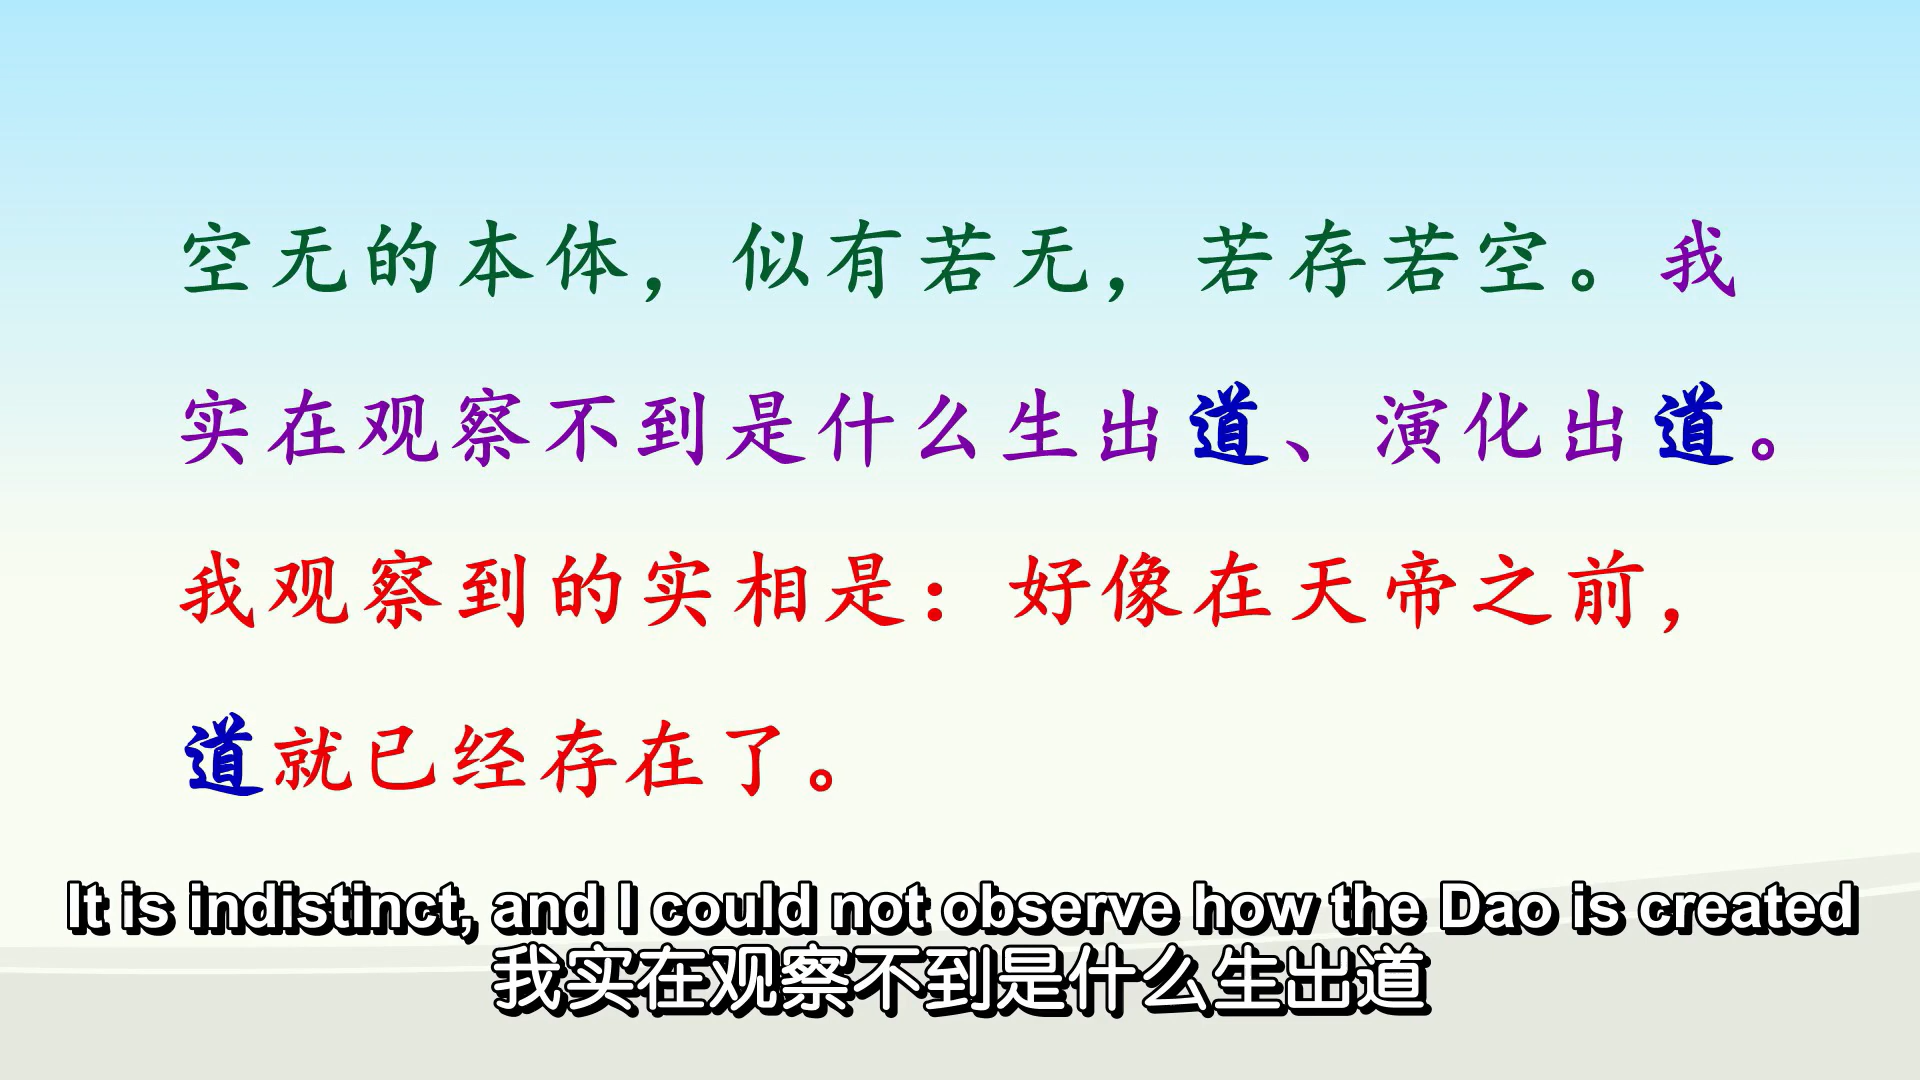 空无的本体，似有若无，若存若空。我
实在观察不到是什么生出道、演化出道。
我观察到的实相是：好像在天帝之前，
道就已经存在了。
It is indistinct, and I could not observe how the Dao is created
我实在观察不到是什么生出道